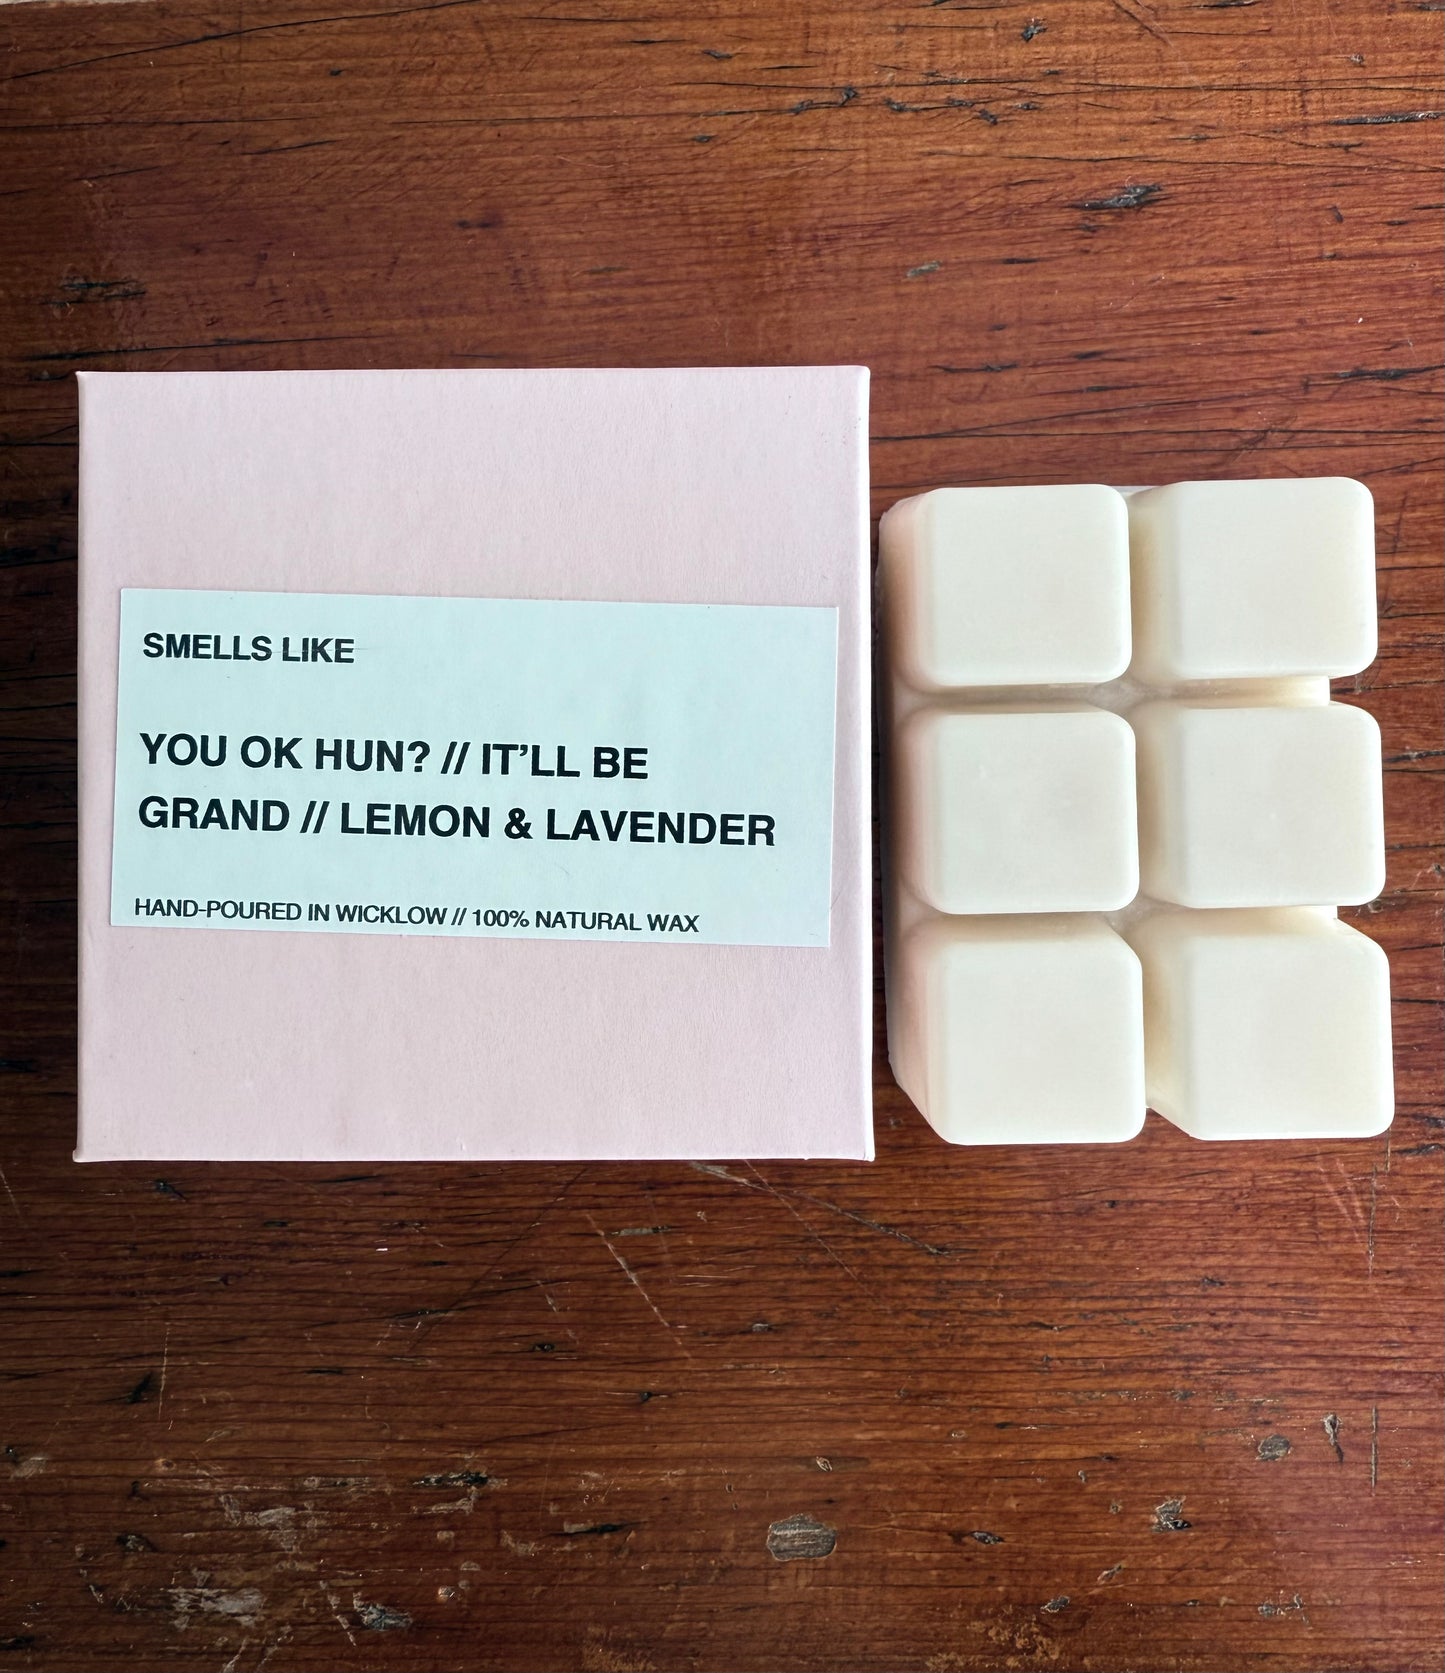 SMELLS LIKE
YOU OK HUN? // IT’LL BE
GRAND // LEMON & LAVENDER
HAND-POURED IN WICKLOW // 100% NATURAL WAX